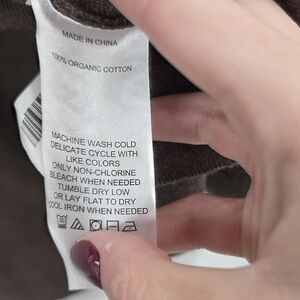 MADE IN CHINA
100% ORGANIC COTTON
MACHINE WASH COLD
DELICATE CYCLE WITH
LIKE COLORS
ONLY NON-CHLORINE
BLEACH WHEN NEEDED
TUMBLE DRY LOW
OR LAY FLAT TO DRY
COOL IRON WHEN NEEDED